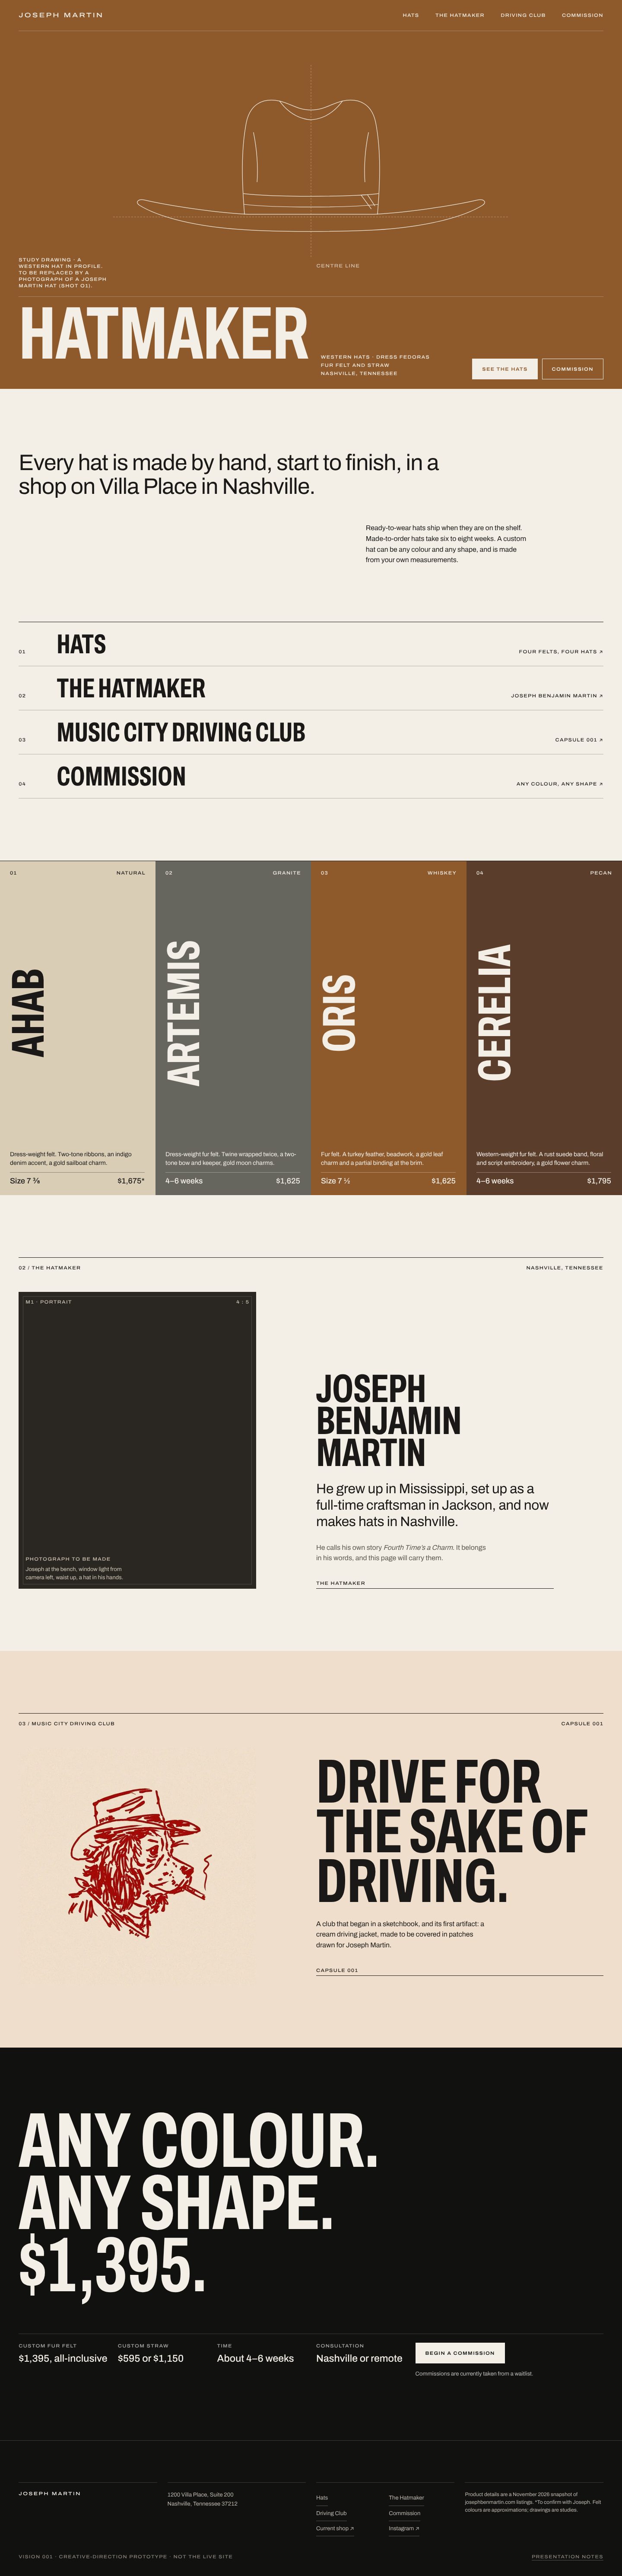 JOSEPH MARTIN
HATS THE HATMAKER DRIVING CLUB COMMISSION
STUDY DRAWING · A
WESTERN HAT IN PROFILE.
TO BE REPLACED BY A
PHOTOGRAPH OF A JOSEPH
MARTIN HAT (SHOT O1).
CENTRE LINE
HATMAKER
WESTERN HATS · DRESS FEDORAS
FUR FELT AND STRAW
NASHVILLE, TENNESSEE
SEE THE HATS
COMMISSION
Every hat is made by hand, start to finish, in a
shop on Villa Place in Nashville.
Ready-to-wear hats ship when they are on the shelf.
Made-to-order hats take six to eight weeks. A custom
hat can be any colour and any shape, and is made
from your own measurements.
01 HATS FOUR FELTS, FOUR HATS ↗
02 THE HATMAKER JOSEPH BENJAMIN MARTIN ↗
03 MUSIC CITY DRIVING CLUB CAPSULE 001 ↗
04 COMMISSION ANY COLOUR, ANY SHAPE ↗
01 NATURAL
AHAB
Dress-weight felt. Two-tone ribbons, an indigo
denim accent, a gold sailboat charm.
Size 7 ⅜ $1,675*
02 GRANITE
ARTEMIS
Dress-weight fur felt. Twine wrapped twice, a two-
tone bow and keeper, gold moon charms.
4–6 weeks $1,625
03 WHISKEY
ORIS
Fur felt. A turkey feather, beadwork, a gold leaf
charm and a partial binding at the brim.
Size 7 ½ $1,625
04 PECAN
CERELIA
Western-weight fur felt. A rust suede band, floral
and script embroidery, a gold flower charm.
4–6 weeks $1,795
02 / THE HATMAKER NASHVILLE, TENNESSEE
M1 · PORTRAIT 4 : 5
PHOTOGRAPH TO BE MADE
Joseph at the bench, window light from
camera left, waist up, a hat in his hands.
JOSEPH
BENJAMIN
MARTIN
He grew up in Mississippi, set up as a
full-time craftsman in Jackson, and now
makes hats in Nashville.
He calls his own story Fourth Time's a Charm. It belongs
in his words, and this page will carry them.
THE HATMAKER
03 / MUSIC CITY DRIVING CLUB CAPSULE 001
DRIVE FOR
THE SAKE OF
DRIVING.
A club that began in a sketchbook, and its first artifact: a
cream driving jacket, made to be covered in patches
drawn for Joseph Martin.
CAPSULE 001
ANY COLOUR.
ANY SHAPE.
$1,395.
CUSTOM FUR FELT
$1,395, all-inclusive
CUSTOM STRAW
$595 or $1,150
TIME
About 4–6 weeks
CONSULTATION
Nashville or remote
BEGIN A COMMISSION
Commissions are currently taken from a waitlist.
JOSEPH MARTIN
1200 Villa Place, Suite 200
Nashville, Tennessee 37212
Hats
Driving Club
Current shop ↗
The Hatmaker
Commission
Instagram ↗
Product details are a November 2026 snapshot of
josephbenmartin.com listings. *To confirm with Joseph. Felt
colours are approximations; drawings are studies.
VISION 001 · CREATIVE-DIRECTION PROTOTYPE · NOT THE LIVE SITE
PRESENTATION NOTES